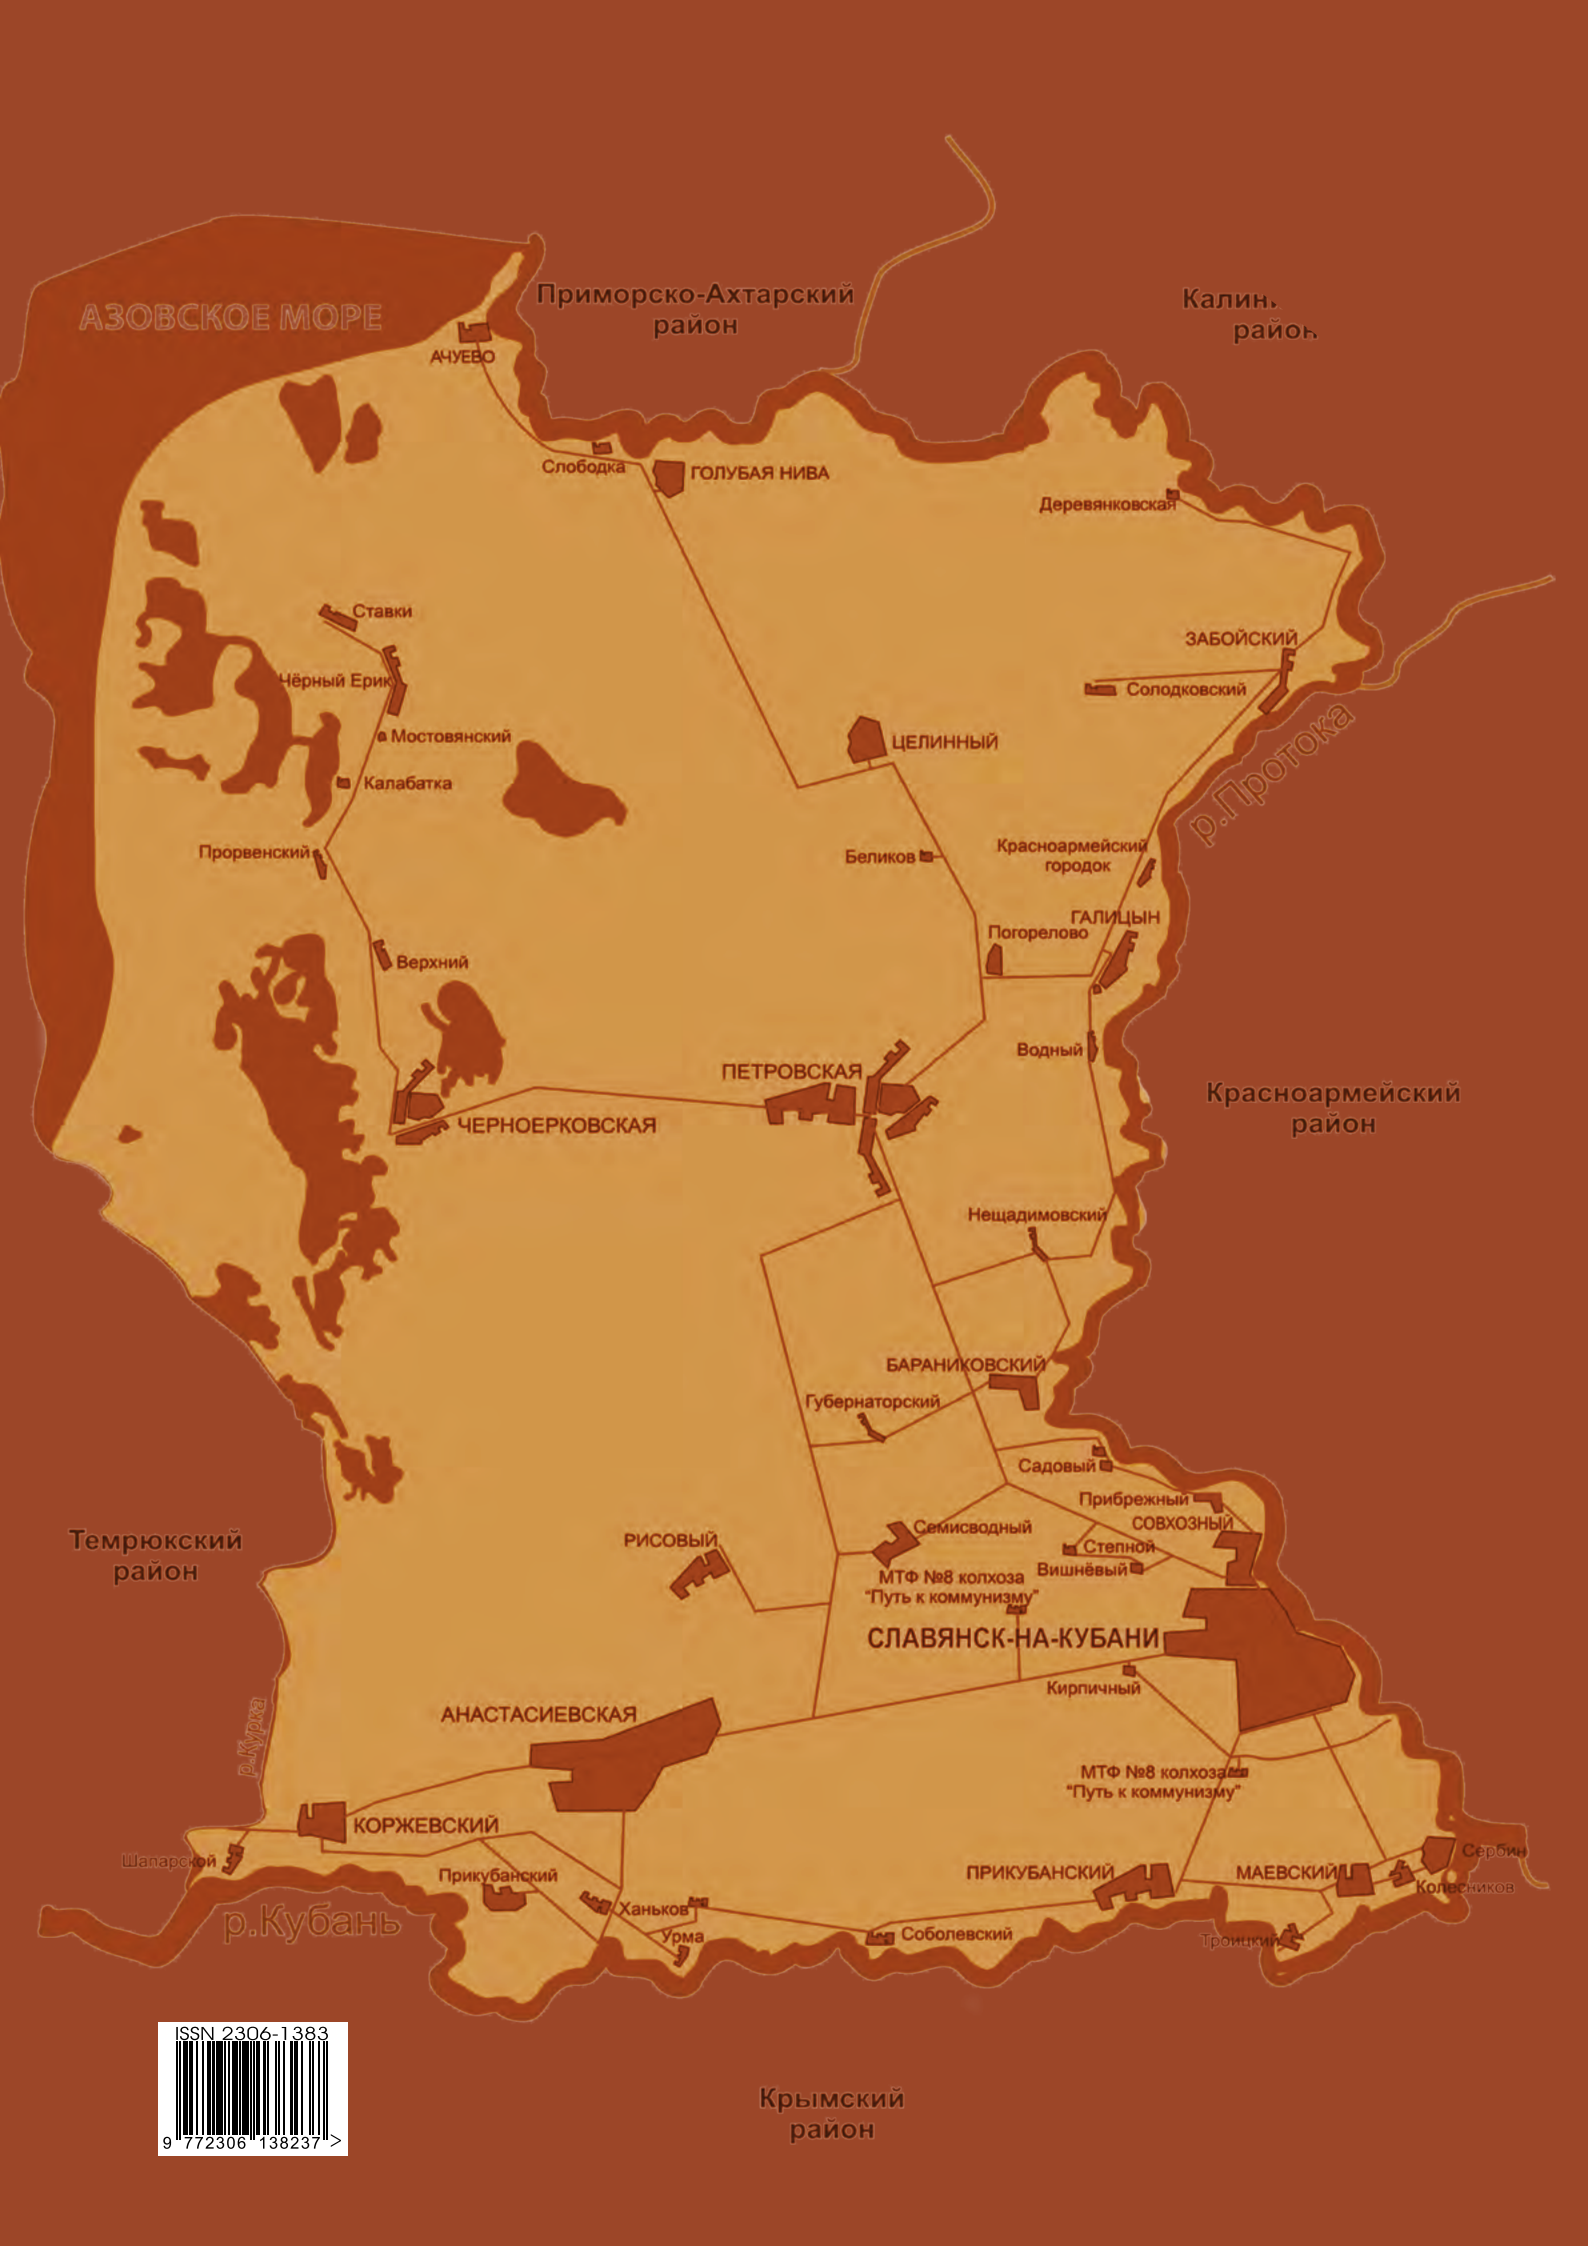 АЗОВСКОЕ МОРЕ
Приморско-Ахтарский
район
Калин
район
АЧУЕВО
Слободка
ГОЛУБАЯ НИВА
Деревянковская
Ставки
ЗАБОЙСКИЙ
Чёрный Ерик
Солодковский
р.Протока
Мостовянский
ЦЕЛИННЫЙ
Калабатка
Прорвенский
Беликов
Красноармейский
городок
ГАЛИЦЫН
Погорелово
Верхний
Водный
ПЕТРОВСКАЯ
Красноармейский
район
ЧЕРНОЕРКОВСКАЯ
Нещадимовский
БАРАНИКОВСКИЙ
Губернаторский
Садовый
Прибрежный
СОВХОЗНЫЙ
Семисводный
Темрюкский
район
РИСОВЫЙ
Степной
Вишнёвый
МТФ №8 колхоза
"Путь к коммунизму"
СЛАВЯНСК-НА-КУБАНИ
Кирпичный
АНАСТАСИЕВСКАЯ
р.Курка
МТФ №8 колхоза
"Путь к коммунизму"
КОРЖЕВСКИЙ
Шапарской
Прикубанский
ПРИКУБАНСКИЙ
МАЕВСКИЙ
Сербин
Колесников
р.Кубань
Ханьков
Урма
Соболевский
Троицкий
ISSN 2306-1383
9 772306 138237 >
Крымский
район